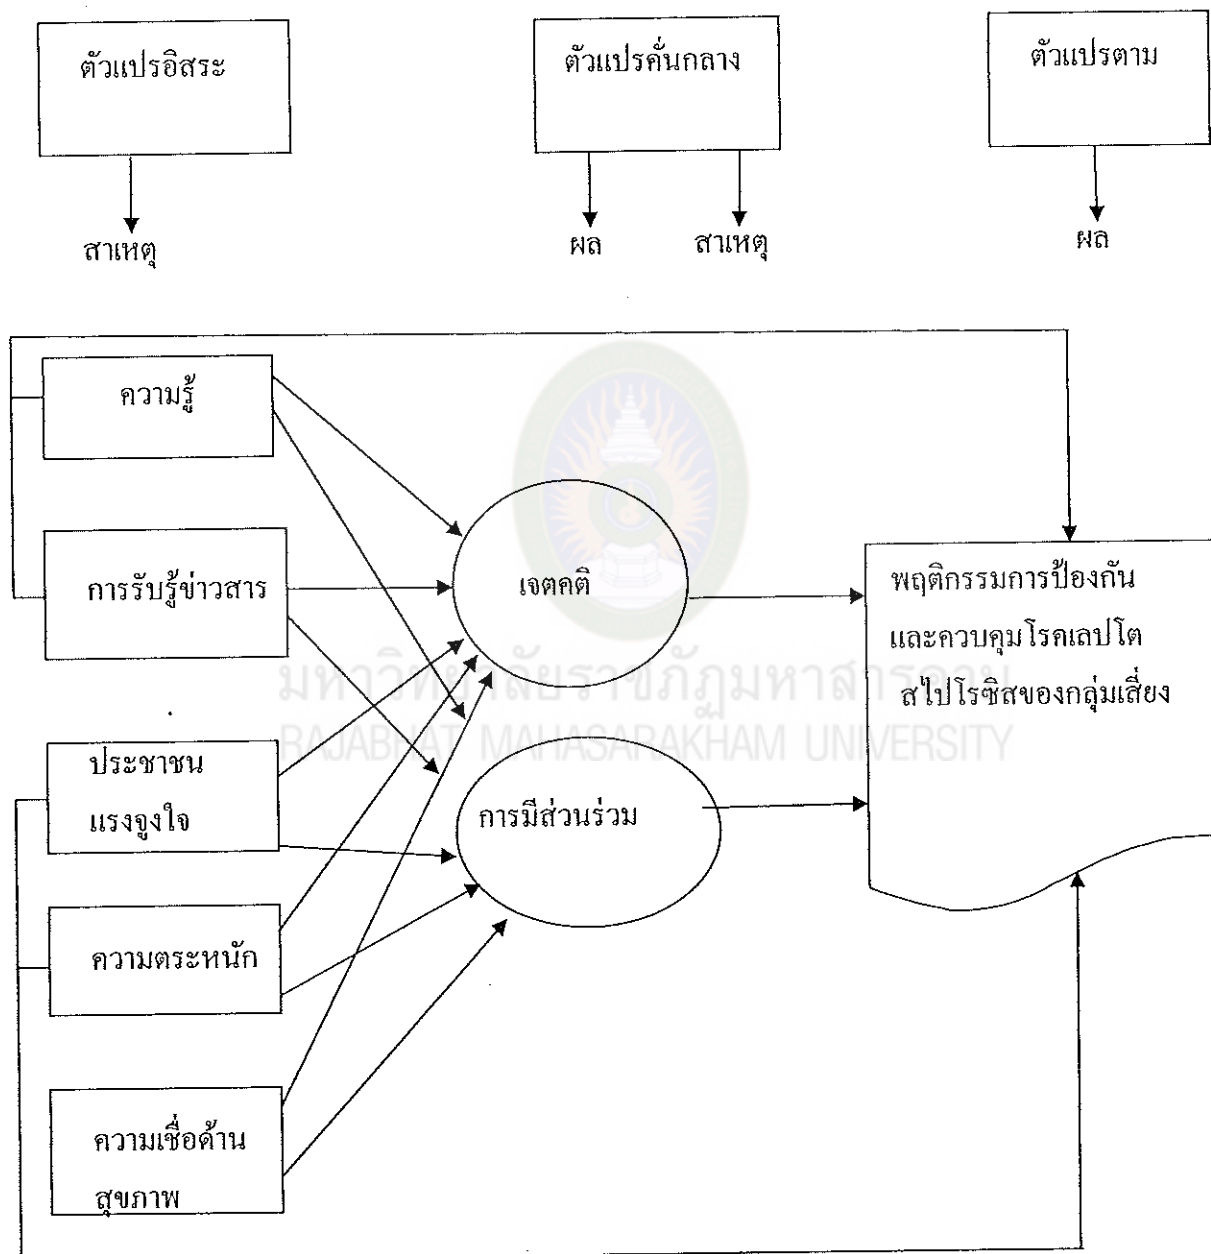 ตัวแปรอิสระ
ตัวแปรคั่นกลาง
ตัวแปรตาม
สาเหตุ
ผล
สาเหตุ
ผล
ความรู้
การรับรู้ข่าวสาร
ประชาชน
แรงจูงใจ
ความตระหนัก
ความเชื่อด้าน
สุขภาพ
เจตคติ
การมีส่วนร่วม
พฤติกรรมการป้องกัน
และควบคุมโรคเลปโต
สไปโรซิสของกลุ่มเสี่ยง
มหาวิทยาลัยราชภัฏมหาสารคาม
RAJABHAT MAHASARAKHAM UNIVERSITY